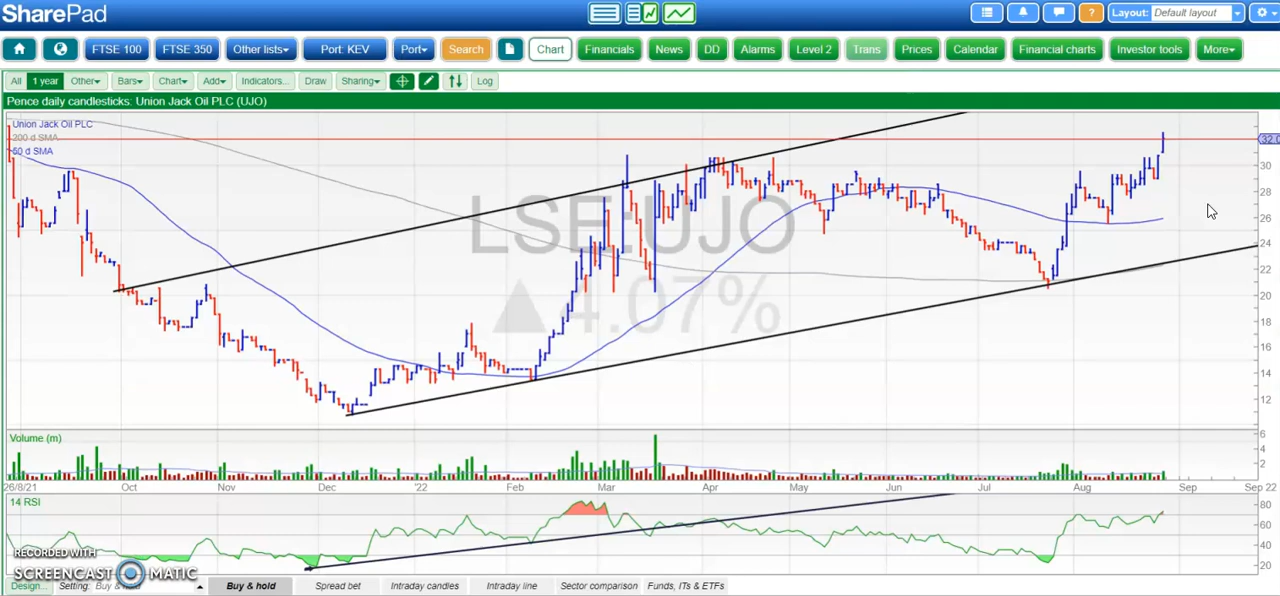 SharePad
Layout: Default layout
FTSE 100 FTSE 350 Other lists Port: KEV Port Search Chart Financials News DD Alarms Level 2 Trans Prices Calendar Financial charts Investor tools More
All 1 year Other Bars Chart Add Indicators... Draw Sharing Log
Pence daily candlesticks: Union Jack Oil PLC (UJO)
Union Jack Oil PLC
200 d SMA
50 d SMA
LSE:UJO
▲4.07%
32.0
30
28
26
24
22
20
18
16
14
12
Volume (m)
6
4
2
26/8/21 Oct Nov Dec '22 Feb Mar Apr May Jun Jul Aug Sep Sep 22
14 RSI
80
60
40
20
RECORDED WITH
SCREENCAST MATIC
Design... Setting: Buy & hold Buy & hold Spread bet Intraday candles Intraday line Sector comparison Funds, ITs & ETFs